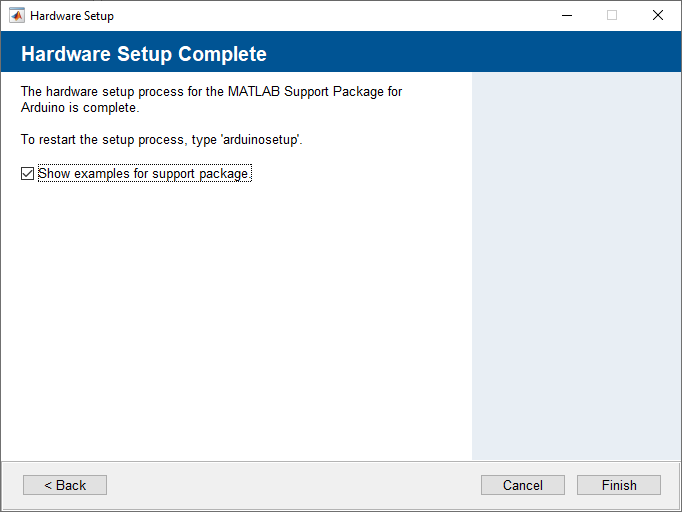 Hardware Setup
Hardware Setup Complete
The hardware setup process for the MATLAB Support Package for
Arduino is complete.
To restart the setup process, type 'arduinosetup'.
Show examples for support package
< Back
Cancel
Finish